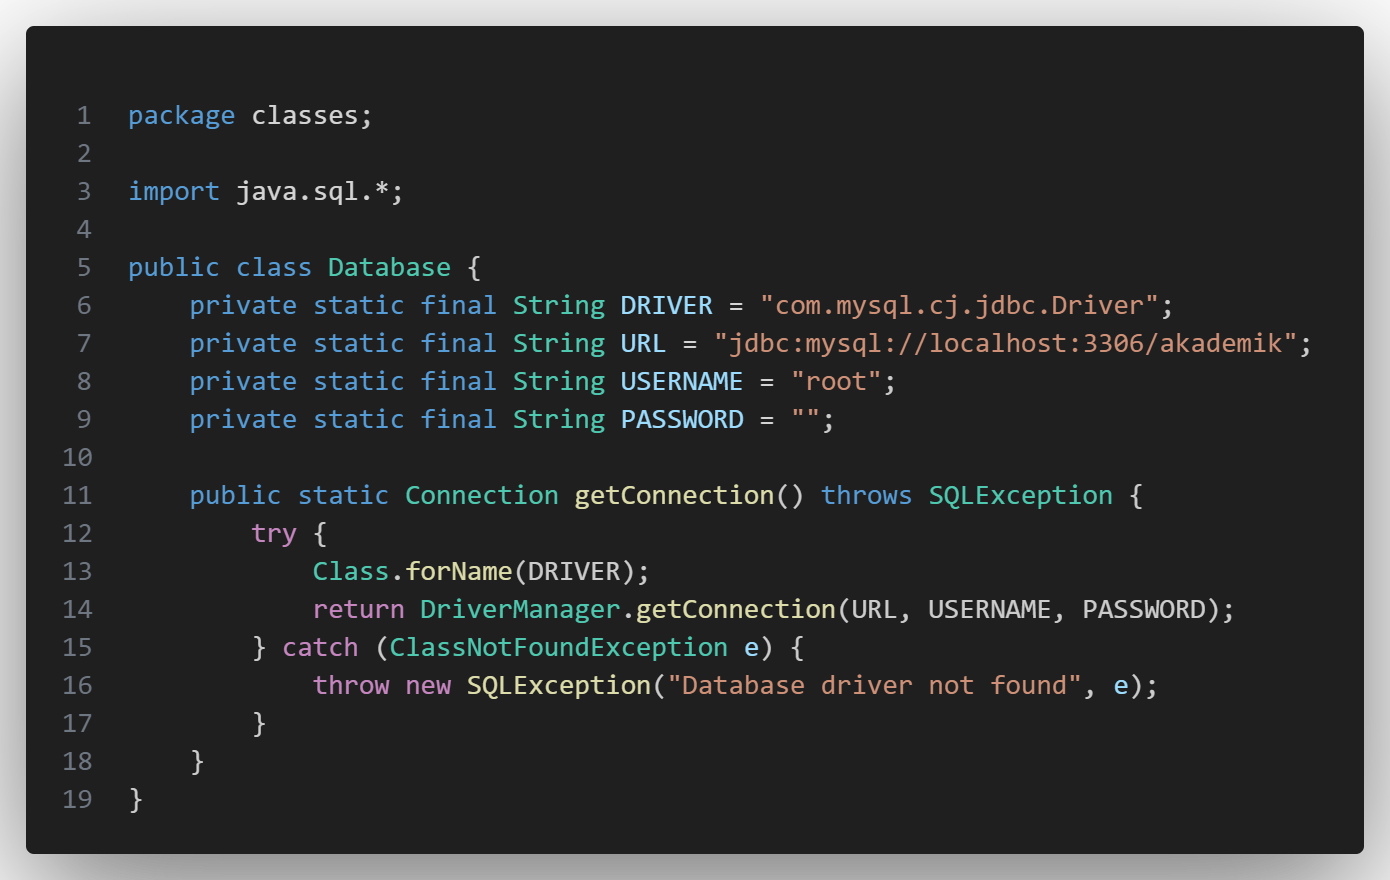 1 package classes;
2
3 import java.sql.*;
4
5 public class Database {
6     private static final String DRIVER = "com.mysql.cj.jdbc.Driver";
7     private static final String URL = "jdbc:mysql://localhost:3306/akademik";
8     private static final String USERNAME = "root";
9     private static final String PASSWORD = "";
10
11     public static Connection getConnection() throws SQLException {
12         try {
13             Class.forName(DRIVER);
14             return DriverManager.getConnection(URL, USERNAME, PASSWORD);
15         } catch (ClassNotFoundException e) {
16             throw new SQLException("Database driver not found", e);
17         }
18     }
19 }